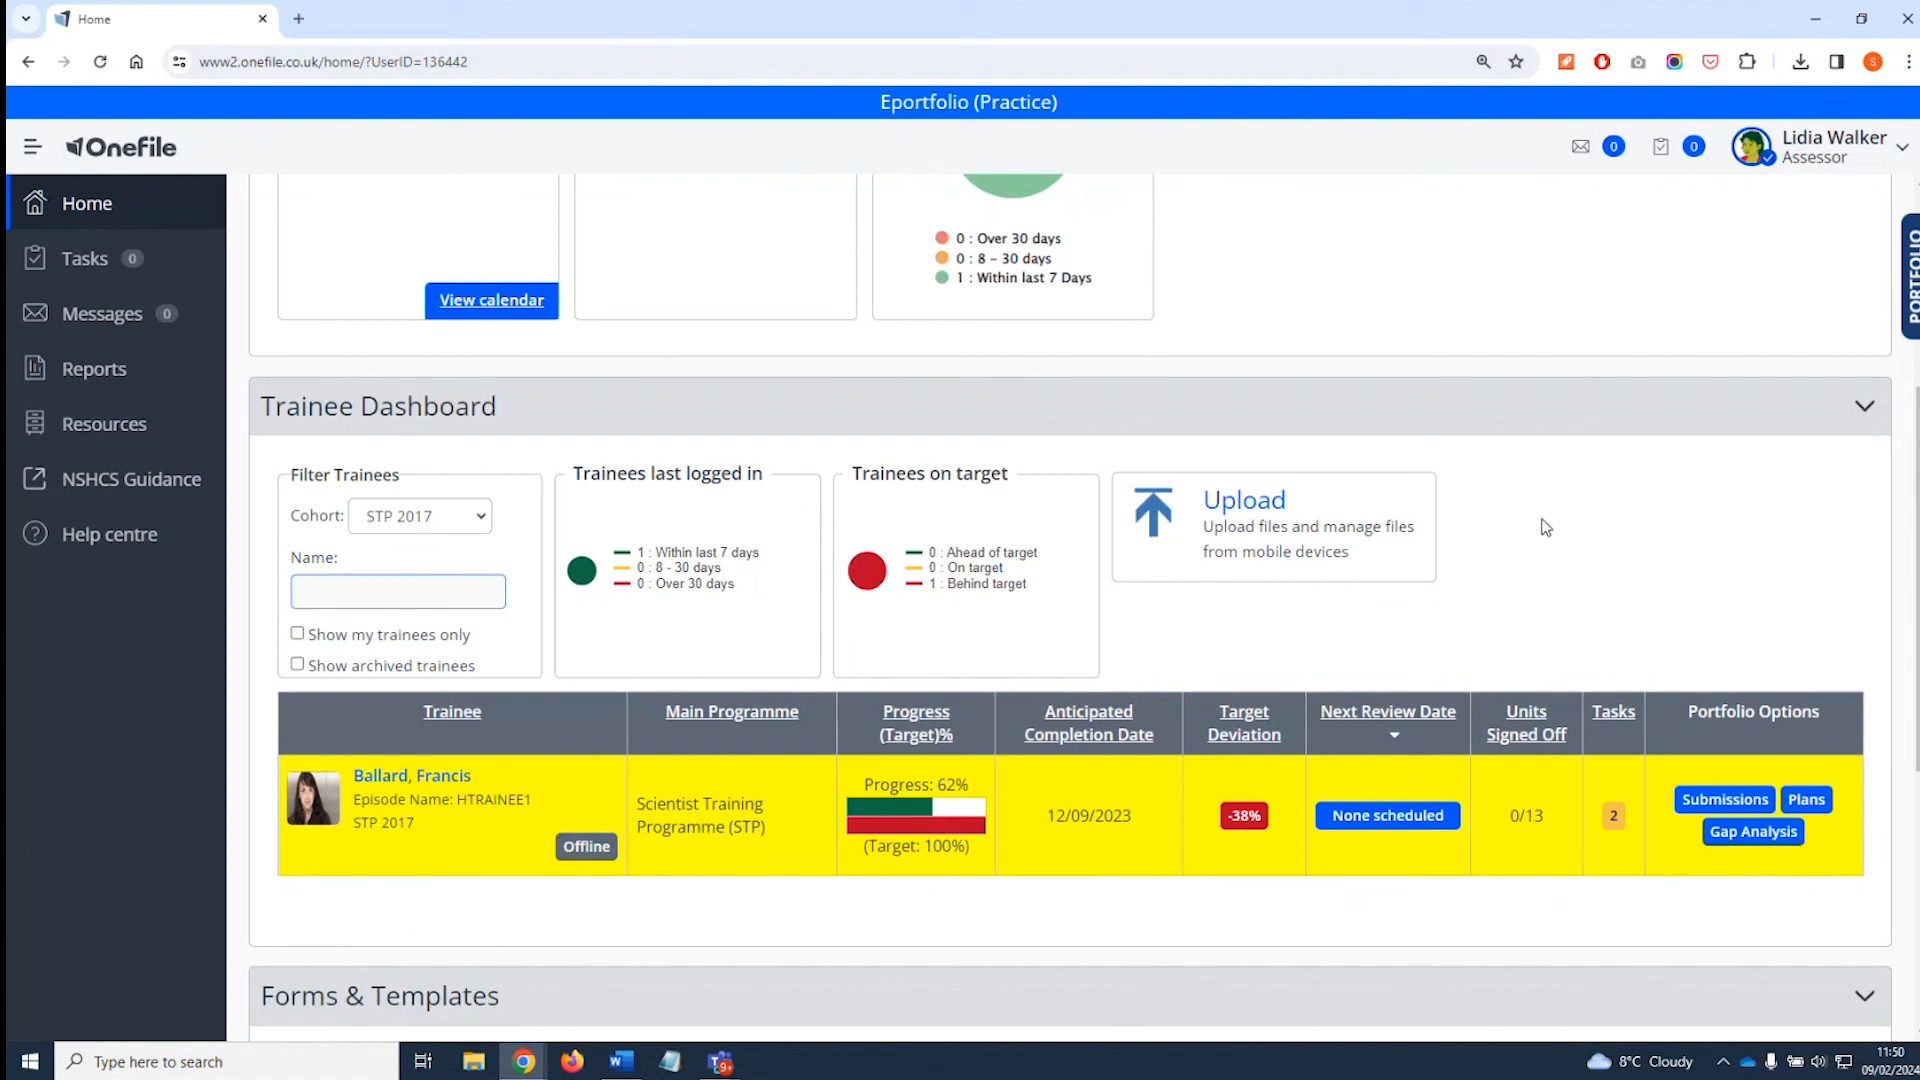 Home
www2.onefile.co.uk/home/?UserID=136442
S
Eportfolio (Practice)
Onefile
0
0
Lidia Walker
Assessor
Home
Tasks 0
Messages 0
Reports
Resources
NSHCS Guidance
Help centre
PORTFOLIO
View calendar
0 : Over 30 days
0 : 8 – 30 days
1 : Within last 7 Days
Trainee Dashboard
Filter Trainees
Cohort: STP 2017
Name:
Show my trainees only
Show archived trainees
Trainees last logged in
1 : Within last 7 days
0 : 8 - 30 days
0 : Over 30 days
Trainees on target
0 : Ahead of target
0 : On target
1 : Behind target
Upload
Upload files and manage files
from mobile devices
Trainee
Main Programme
Progress
(Target)%
Anticipated
Completion Date
Target
Deviation
Next Review Date
Units
Signed Off
Tasks
Portfolio Options
Ballard, Francis
Episode Name: HTRAINEE1
STP 2017
Offline
Scientist Training
Programme (STP)
Progress: 62%
(Target: 100%)
12/09/2023
-38%
None scheduled
0/13
2
Submissions
Plans
Gap Analysis
Forms & Templates
Type here to search
9+
8°C Cloudy
11:50
09/02/2024